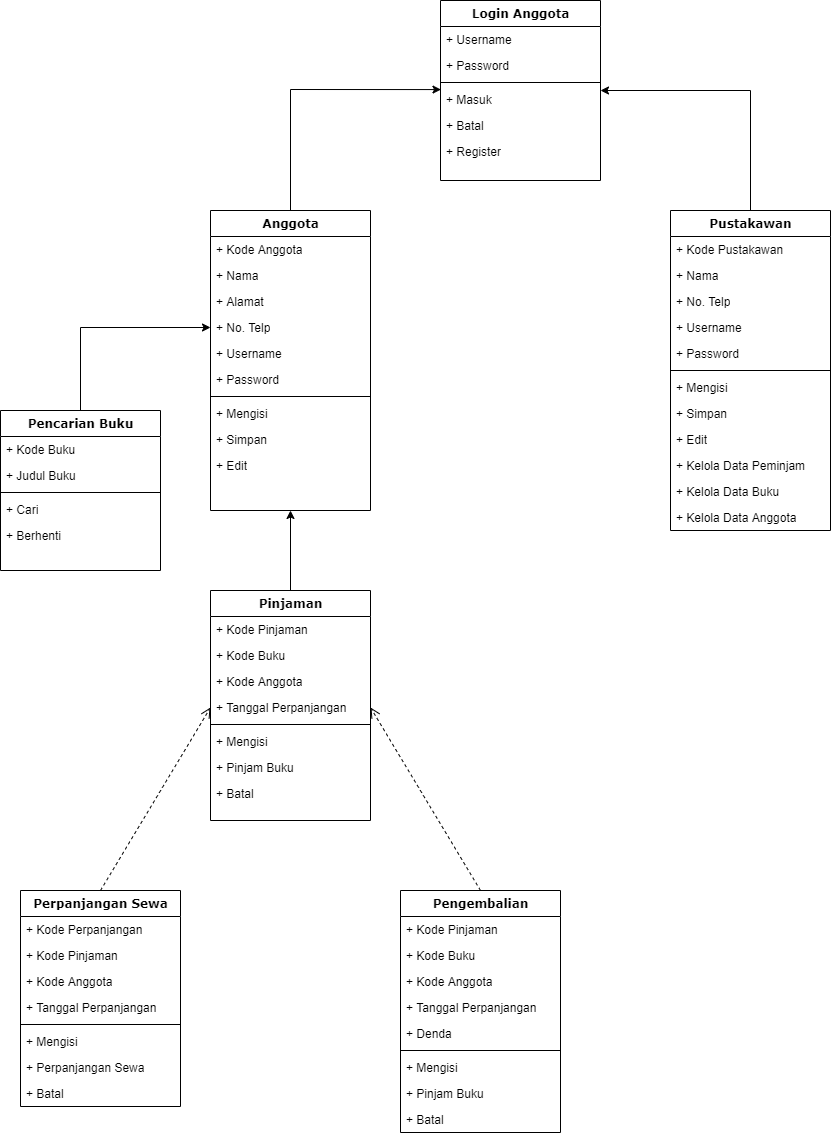 Login Anggota
+ Username
+ Password
+ Masuk
+ Batal
+ Register
Anggota
+ Kode Anggota
+ Nama
+ Alamat
+ No. Telp
+ Username
+ Password
+ Mengisi
+ Simpan
+ Edit
Pustakawan
+ Kode Pustakawan
+ Nama
+ No. Telp
+ Username
+ Password
+ Mengisi
+ Simpan
+ Edit
+ Kelola Data Peminjam
+ Kelola Data Buku
+ Kelola Data Anggota
Pencarian Buku
+ Kode Buku
+ Judul Buku
+ Cari
+ Berhenti
Pinjaman
+ Kode Pinjaman
+ Kode Buku
+ Kode Anggota
+ Tanggal Perpanjangan
+ Mengisi
+ Pinjam Buku
+ Batal
Perpanjangan Sewa
+ Kode Perpanjangan
+ Kode Pinjaman
+ Kode Anggota
+ Tanggal Perpanjangan
+ Mengisi
+ Perpanjangan Sewa
+ Batal
Pengembalian
+ Kode Pinjaman
+ Kode Buku
+ Kode Anggota
+ Tanggal Perpanjangan
+ Denda
+ Mengisi
+ Pinjam Buku
+ Batal